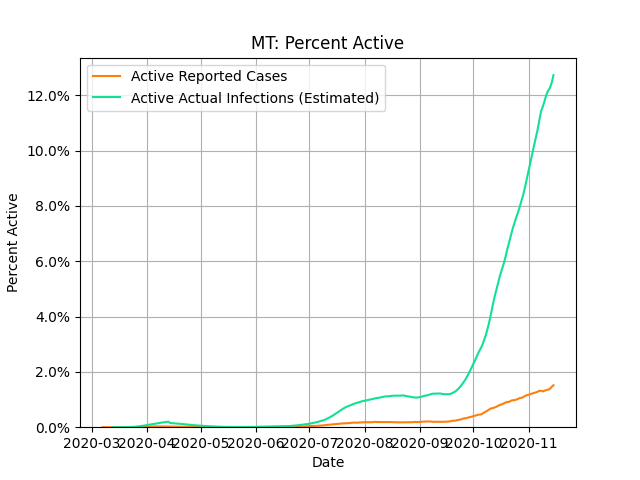 MT: Percent Active
Active Reported Cases
Active Actual Infections (Estimated)
12.0%
10.0%
8.0%
6.0%
4.0%
2.0%
0.0%
Percent Active
2020-03 2020-04 2020-05 2020-06 2020-07 2020-08 2020-09 2020-10 2020-11
Date